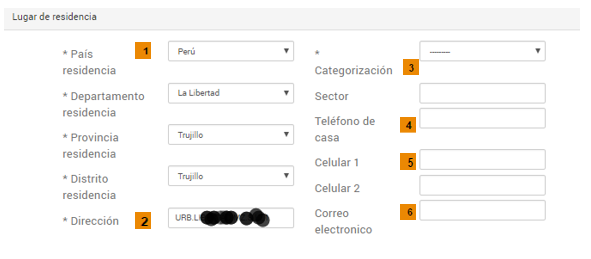 Lugar de residencia
* País residencia 1 Perú
* Departamento residencia La Libertad
* Provincia residencia Trujillo
* Distrito residencia Trujillo
* Dirección 2 URB.
* Categorización 3 --------
Sector
Teléfono de casa 4
Celular 1 5
Celular 2
Correo electronico 6